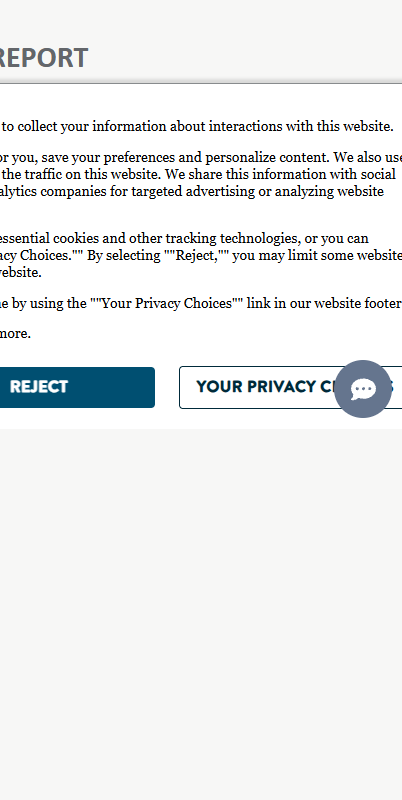 REPORT
to collect your information about interactions with this website.
or you, save your preferences and personalize content. We also use
the traffic on this website. We share this information with social
alytics companies for targeted advertising or analyzing website
essential cookies and other tracking technologies, or you can
acy Choices."" By selecting ""Reject,"" you may limit some website
website.
e by using the ""Your Privacy Choices"" link in our website footer
more.
REJECT
YOUR PRIVACY